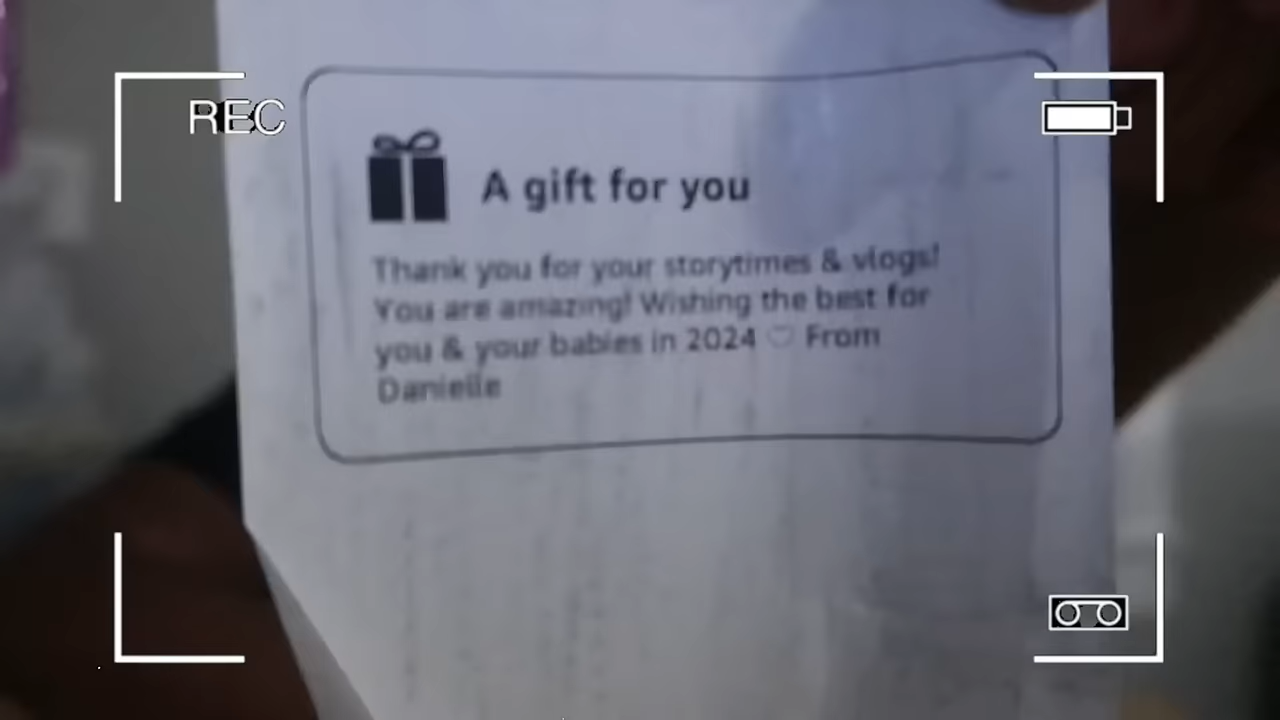 REC
A gift for you
Thank you for your storytimes & vlogs!
You are amazing! Wishing the best for
you & your babies in 2024 ♡ From
Danielle